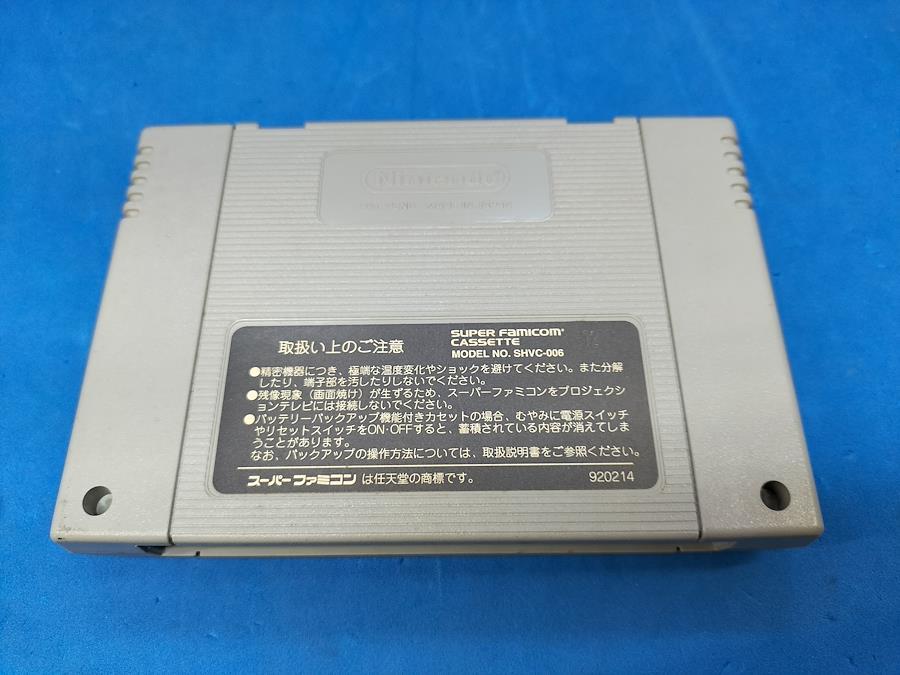 Nintendo
PAT. PEND. MADE IN JAPAN
取扱い上のご注意
SUPER FAMICOM
CASSETTE
MODEL NO. SHVC-006
●精密機器につき、極端な温度変化やショックを避けてください。また分解
したり、端子部を汚したりしないでください。
●残像現象（画面焼け）が生ずるため、スーパーファミコンをプロジェクシ
ョンテレビには接続しないでください。
●バッテリーバックアップ機能付きカセットの場合、むやみに電源スイッチ
やリセットスイッチをON·OFFすると、蓄積されている内容が消えてしま
うことがあります。
なお、バックアップの操作方法については、取扱説明書をご参照ください。
スーパーファミコン は任天堂の商標です。
920214